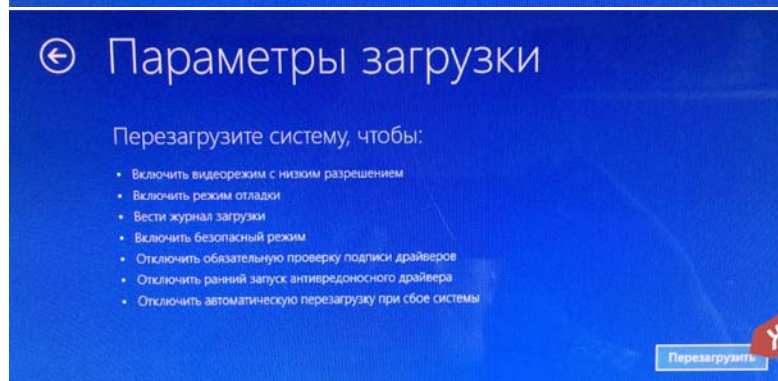 Параметры загрузки
Перезагрузите систему, чтобы:
• Включить видеорежим с низким разрешением
• Включить режим отладки
• Вести журнал загрузки
• Включить безопасный режим
• Отключить обязательную проверку подписи драйверов
• Отключить ранний запуск антивредоносного драйвера
• Отключить автоматическую перезагрузку при сбое системы
Перезагрузить